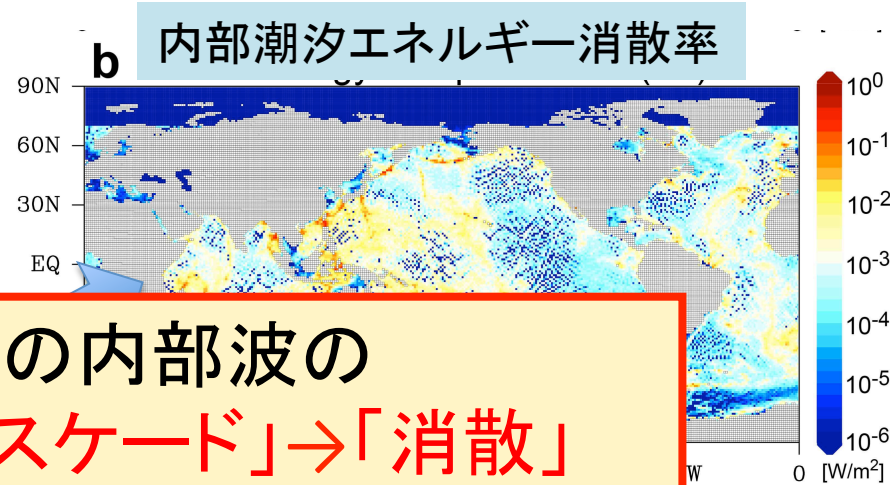 内部潮汐エネルギー消散率
b
90N
60N
30N
EQ
10⁰
10⁻¹
10⁻²
10⁻³
10⁻⁴
10⁻⁵
10⁻⁶
の内部波の
スケード」→「消散」
W
0
[W/m²]